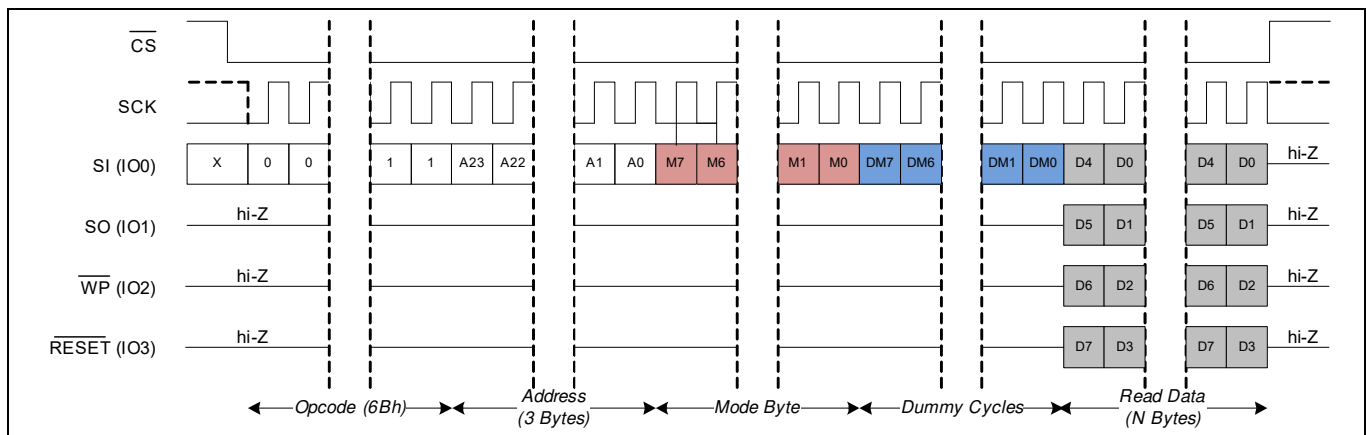 CS
SCK
SI (IO0) X 0 0 1 1 A23 A22 A1 A0 M7 M6 M1 M0 DM7 DM6 DM1 DM0 D4 D0 D4 D0 hi-Z
SO (IO1) hi-Z D5 D1 D5 D1 hi-Z
WP (IO2) hi-Z D6 D2 D6 D2 hi-Z
RESET (IO3) hi-Z D7 D3 D7 D3 hi-Z
Opcode (6Bh) Address (3 Bytes) Mode Byte Dummy Cycles Read Data (N Bytes)